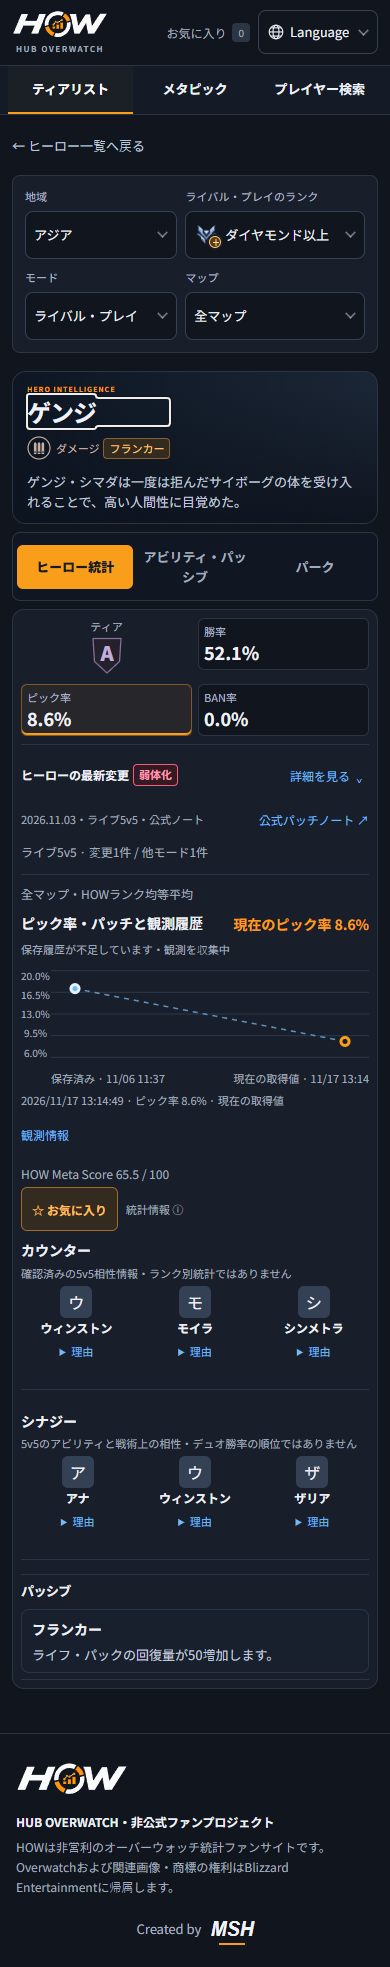 HOW
HUB OVERWATCH
お気に入り 0
Language
ティアリスト
メタピック
プレイヤー検索
← ヒーロー一覧へ戻る
地域
ライバル・プレイのランク
アジア
ダイヤモンド以上
モード
マップ
ライバル・プレイ
全マップ
HERO INTELLIGENCE
ゲンジ
ダメージ
フランカー
ゲンジ・シマダは一度は拒んだサイボーグの体を受け入
れることで、高い人間性に目覚めた。
ヒーロー統計
アビリティ・パッ
シブ
パーク
ティア
A
勝率
52.1%
ピック率
8.6%
BAN率
0.0%
ヒーローの最新変更
弱体化
詳細を見る ⌄
2026.11.03・ライブ5v5・公式ノート
公式パッチノート ↗
ライブ5v5 · 変更1件 / 他モード1件
全マップ・HOWランク均等平均
ピック率・パッチと観測履歴
現在のピック率 8.6%
保存履歴が不足しています・観測を収集中
20.0%
16.5%
13.0%
9.5%
6.0%
保存済み · 11/06 11:37
現在の取得値 · 11/17 13:14
2026/11/17 13:14:49 · ピック率 8.6% · 現在の取得値
観測情報
HOW Meta Score 65.5 / 100
☆ お気に入り
統計情報 ⓘ
カウンター
確認済みの5v5相性情報・ランク別統計ではありません
ウ
モ
シ
ウィンストン
モイラ
シンメトラ
▶ 理由
▶ 理由
▶ 理由
シナジー
5v5のアビリティと戦術上の相性・デュオ勝率の順位ではありません
ア
ウ
ザ
アナ
ウィンストン
ザリア
▶ 理由
▶ 理由
▶ 理由
パッシブ
フランカー
ライフ・パックの回復量が50増加します。
HOW
HUB OVERWATCH・非公式ファンプロジェクト
HOWは非営利のオーバーウォッチ統計ファンサイトです。
Overwatchおよび関連画像・商標の権利はBlizzard
Entertainmentに帰属します。
Created by MSH